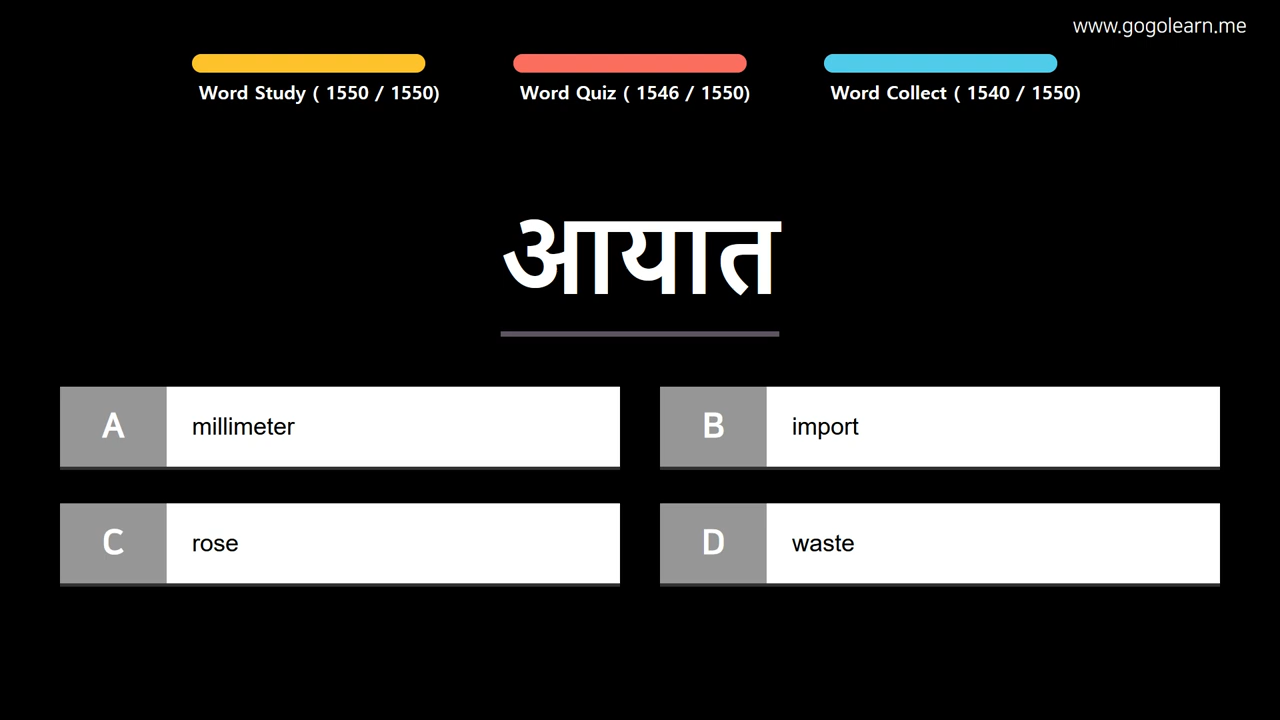 www.gogolearn.me
Word Study ( 1550 / 1550)
Word Quiz ( 1546 / 1550)
Word Collect ( 1540 / 1550)
आयात
A millimeter
B import
C rose
D waste